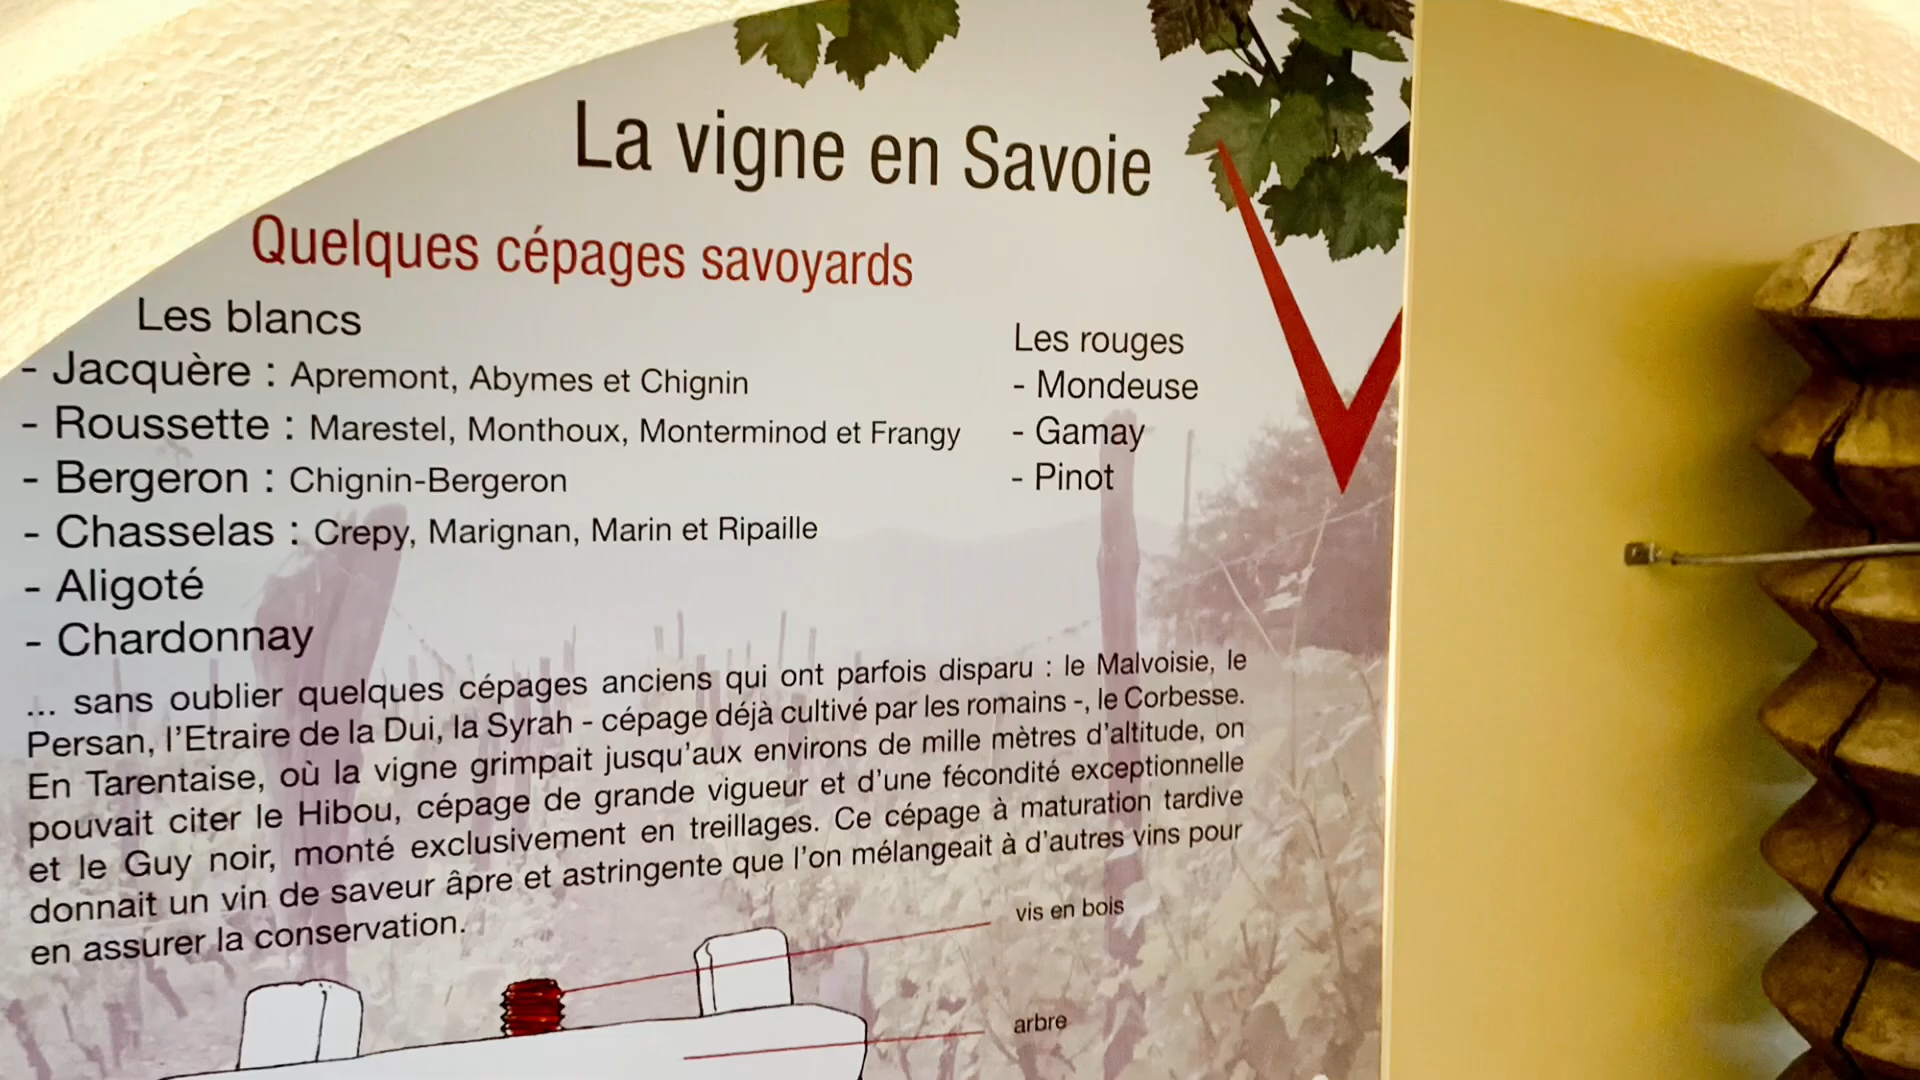 La vigne en Savoie
Quelques cépages savoyards
Les blancs
- Jacquère : Apremont, Abymes et Chignin
- Roussette : Marestel, Monthoux, Monterminod et Frangy
- Bergeron : Chignin-Bergeron
- Chasselas : Crepy, Marignan, Marin et Ripaille
- Aligoté
- Chardonnay
Les rouges
- Mondeuse
- Gamay
- Pinot
... sans oublier quelques cépages anciens qui ont parfois disparu : le Malvoisie, le
Persan, l'Etraire de la Dui, la Syrah - cépage déjà cultivé par les romains -, le Corbesse.
En Tarentaise, où la vigne grimpait jusqu'aux environs de mille mètres d'altitude, on
pouvait citer le Hibou, cépage de grande vigueur et d'une fécondité exceptionnelle
et le Guy noir, monté exclusivement en treillages. Ce cépage à maturation tardive
donnait un vin de saveur âpre et astringente que l'on mélangeait à d'autres vins pour
en assurer la conservation.
vis en bois
arbre